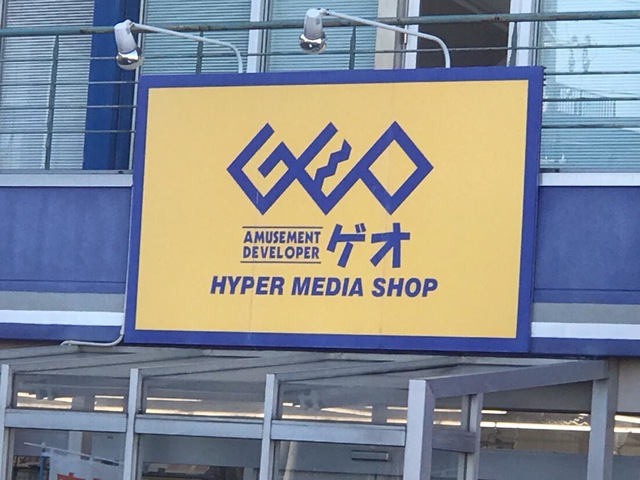 GEO
AMUSEMENT
DEVELOPER
ゲオ
HYPER MEDIA SHOP